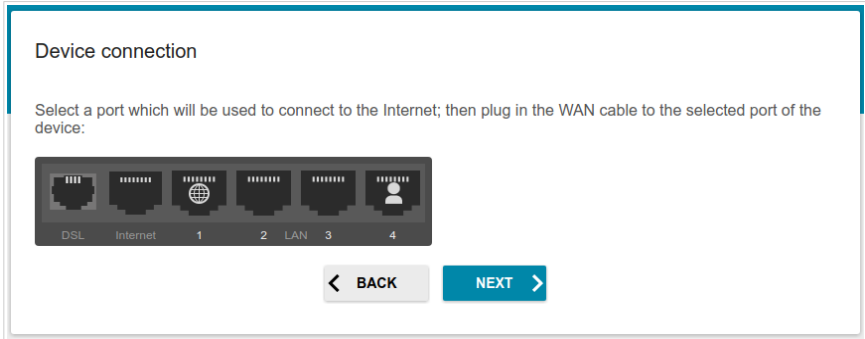 Device connection
Select a port which will be used to connect to the Internet; then plug in the WAN cable to the selected port of the
device:
DSL Internet 1 2 LAN 3 4
BACK NEXT